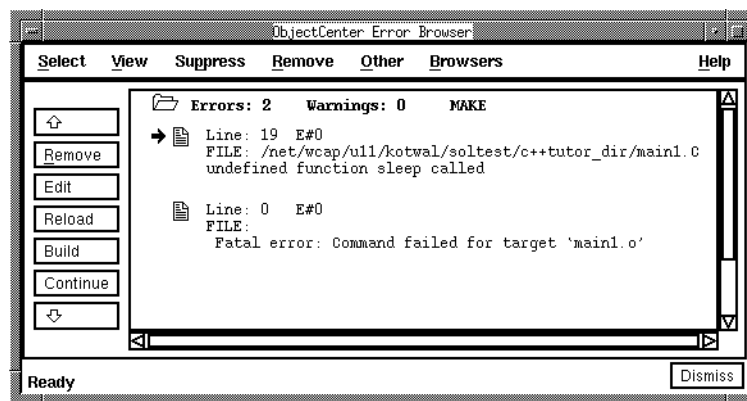 ObjectCenter Error Browser
Select View Suppress Remove Other Browsers Help
Errors: 2 Warnings: 0 MAKE
Line: 19 E#0
FILE: /net/wcap/u11/kotwal/soltest/c++tutor_dir/main1.C
undefined function sleep called
Line: 0 E#0
FILE:
Fatal error: Command failed for target `main1.o'
Remove
Edit
Reload
Build
Continue
Ready
Dismiss